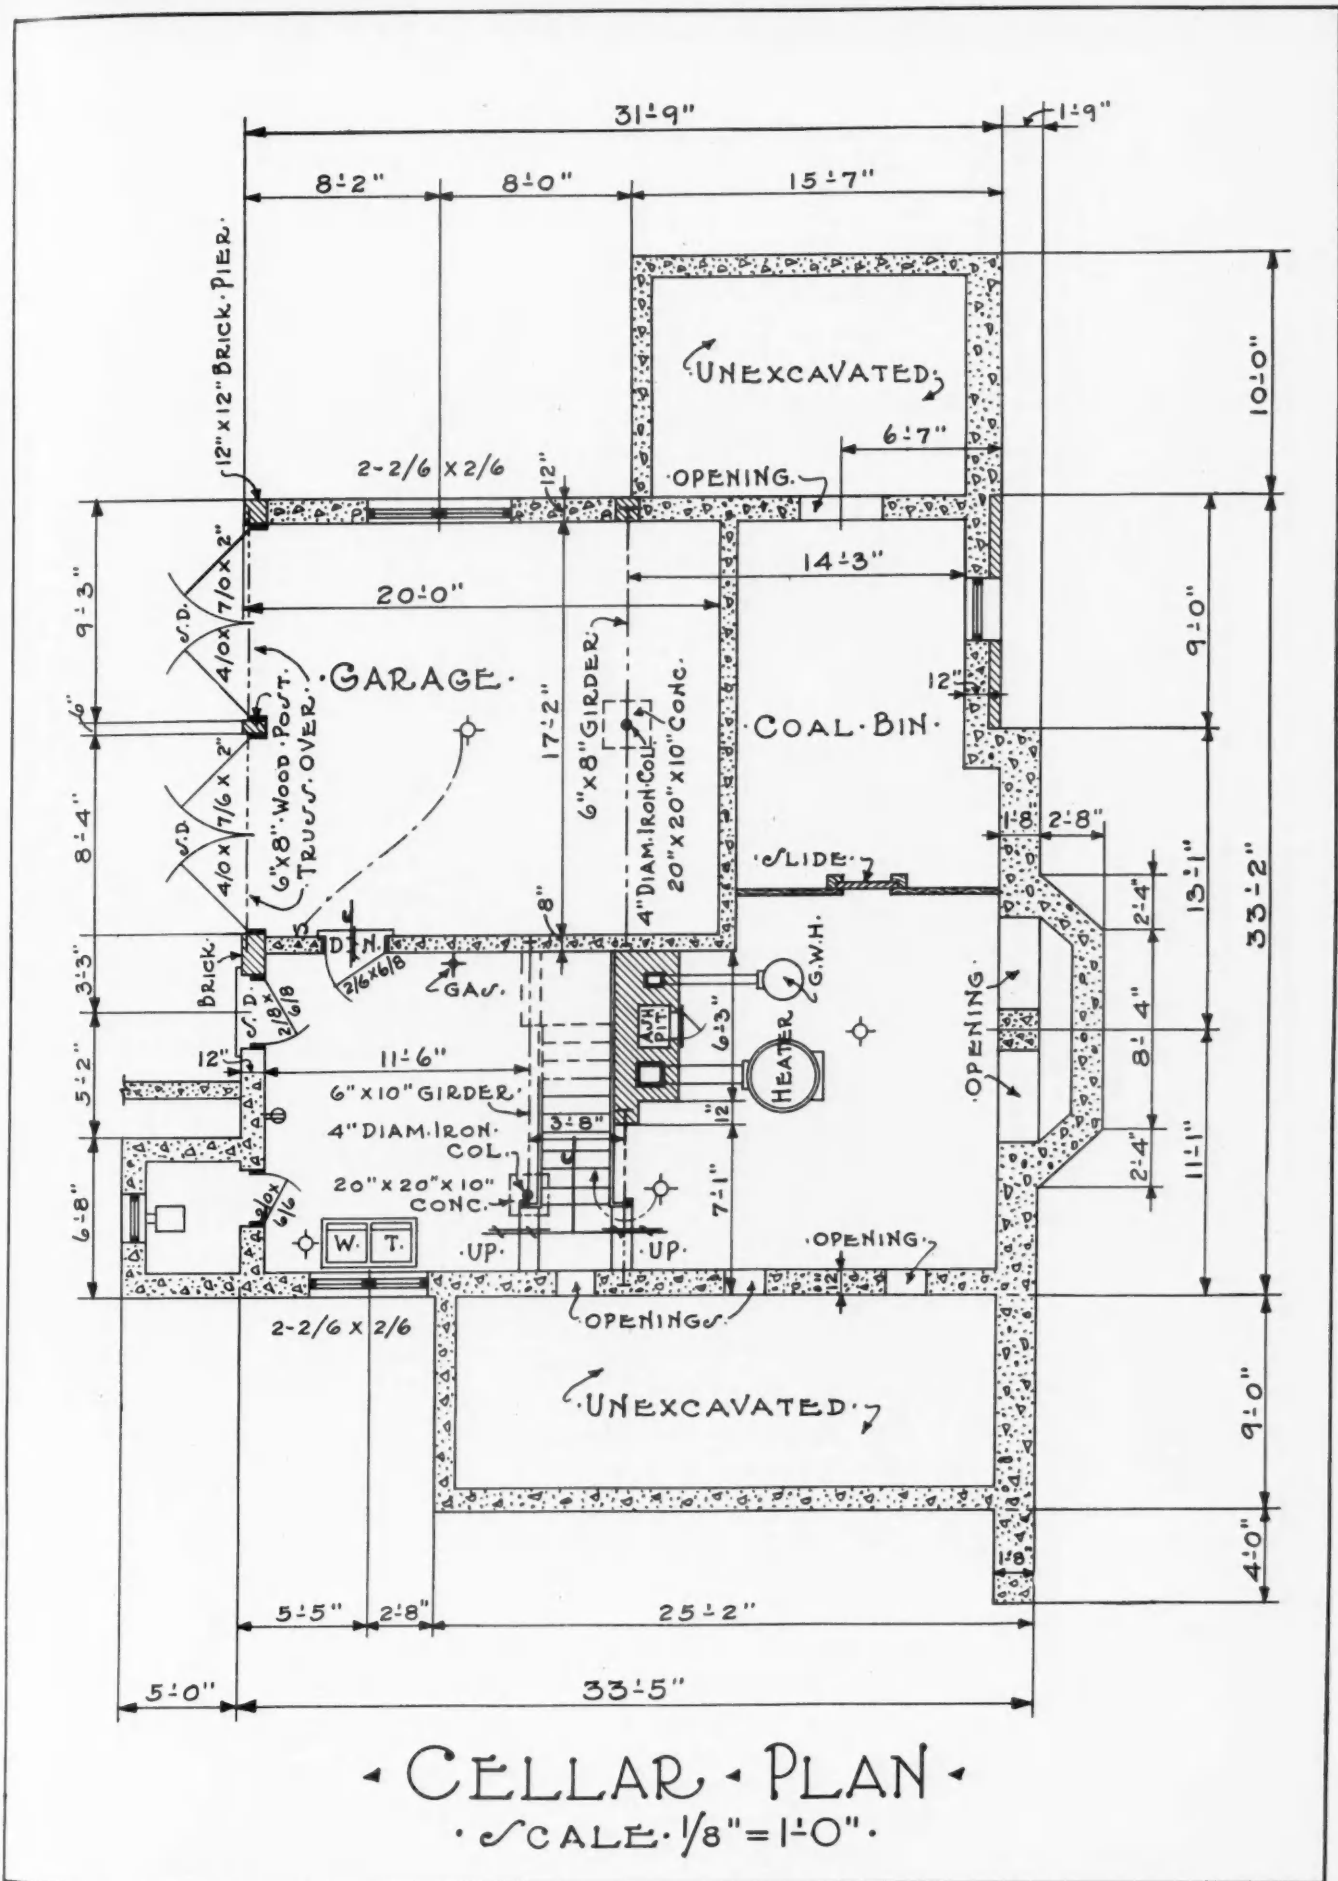 31'-9"
1'-9"
8'-2"
8'-0"
15'-7"
12"X12" BRICK·PIER·
·UNEXCAVATED·
10'-0"
6'-7"
2-2/6 X 2/6
12"
·OPENING·
14'-3"
20'-0"
9'-3"
S.D.
4/0X 7/0 X 2"
·GARAGE·
6"X8"·WOOD·POST.
TRUSS·OVER·
6"
17'-2"
6"X8" GIRDER
4" DIAM. IRON·COL.
20"X20"X10" CONC.
·COAL·BIN·
12"
9'-0"
8'-4"
S.D.
4/0X 7/6 X 2"
·SLIDE·
1'-8"
2'-8"
2'-4"
13'-1"
33'-2"
8"
D·N.
2/6X6/8
BRICK
3'-3"
S.D.
2/8X
6/8
·GAS·
ASH
PIT.
6'-3"
G.W.H.
HEATER
·OPENING·
8'-4"
12"
11'-6"
5'-2"
6"X10" GIRDER
4" DIAM·IRON·
COL.
3'-8"
12"
20"X20"X10"
CONC.
2'-4"
11'-1"
6'-8"
2/0X
6/6
W. T.
·UP·
·UP·
7'-1"
·OPENING·
12"
2-2/6 X 2/6
·OPENINGS·
·UNEXCAVATED·
9'-0"
1'-8"
4'-0"
5'-5"
2'-8"
25'-2"
5'-0"
33'-5"
·CELLAR·PLAN·
·SCALE·1/8"=1'-0"·